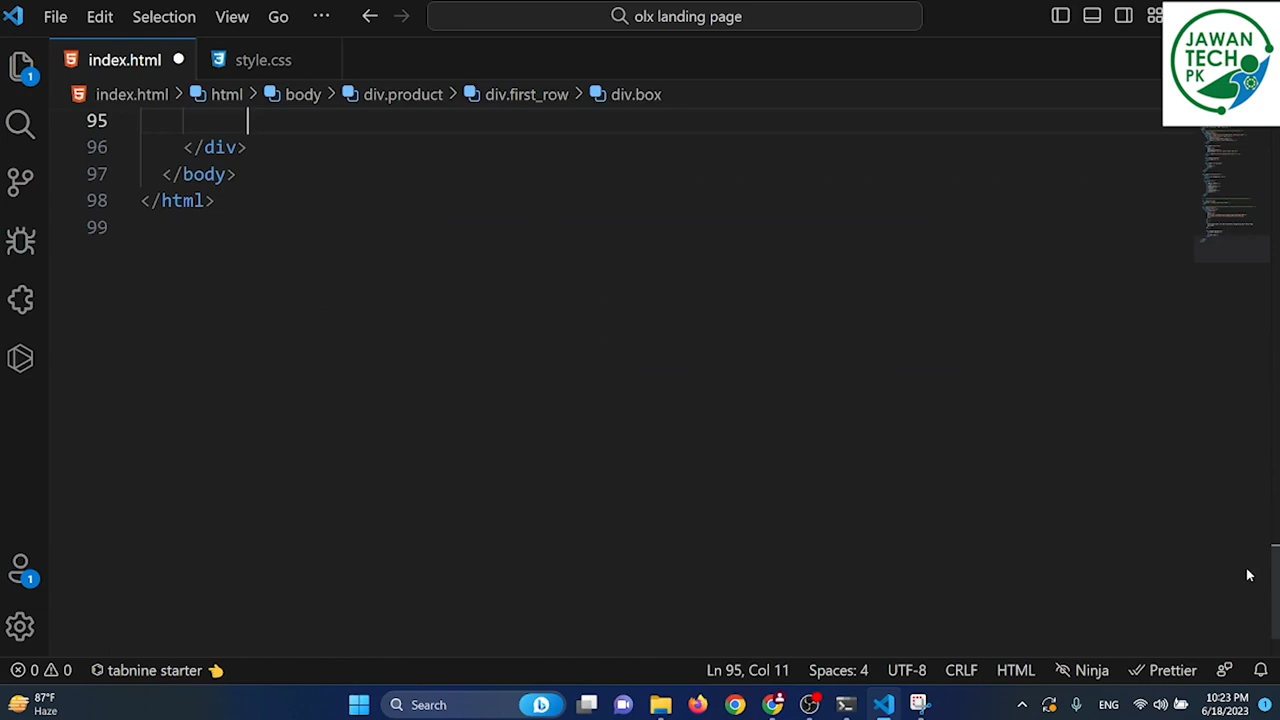 File Edit Selection View Go ··· olx landing page
JAWAN
TECH
PK
index.html style.css
index.html > html > body > div.product > div.first_row > div.box
95
96 </div>
97 </body>
98 </html>
99
1
1
0 0 tabnine starter Ln 95, Col 11 Spaces: 4 UTF-8 CRLF HTML Ninja Prettier
87°F
Haze
Search
ENG
10:23 PM
6/18/2023
1